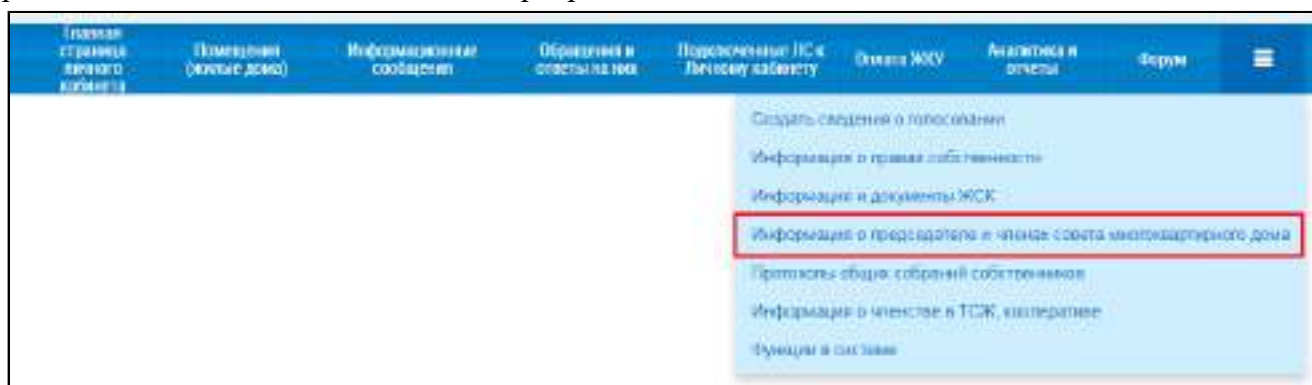 Главная
страница
личного
кабинета
Помещения
(жилые дома)
Информационные
сообщения
Обращения и
ответы на них
Подключенные ЛС к
Личному кабинету
Оплата ЖКУ
Аналитика и
отчеты
Форум
Создать сведения о голосовании
Информация о правах собственности
Информация и документы ЖСК
Информация о председателе и членах совета многоквартирного дома
Протоколы общих собраний собственников
Информация о членстве в ТСЖ, кооперативе
Функции в системе